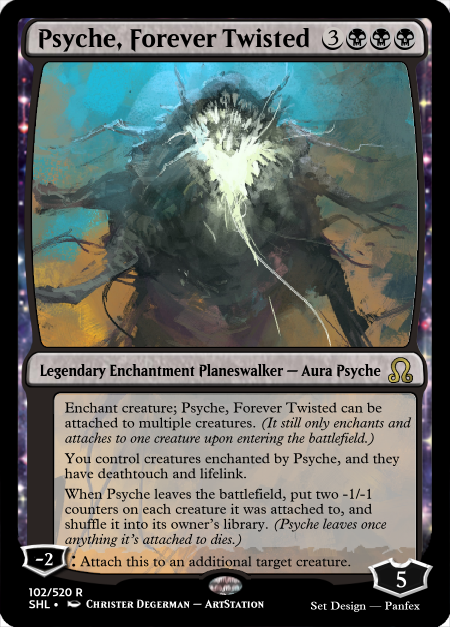 Psyche, Forever Twisted 3
Legendary Enchantment Planeswalker — Aura Psyche
Enchant creature; Psyche, Forever Twisted can be
attached to multiple creatures. (It still only enchants and
attaches to one creature upon entering the battlefield.)
You control creatures enchanted by Psyche, and they
have deathtouch and lifelink.
When Psyche leaves the battlefield, put two -1/-1
counters on each creature it was attached to, and
shuffle it into its owner's library. (Psyche leaves once
anything it's attached to dies.)
-2 : Attach this to an additional target creature.
5
102/520 R
SHL • Christer Degerman — ArtStation
Set Design — Panfex